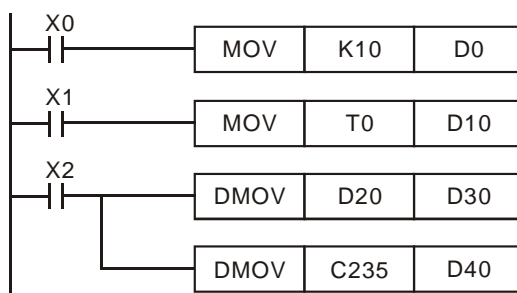 X0
MOV K10 D0
X1
MOV T0 D10
X2
DMOV D20 D30
DMOV C235 D40